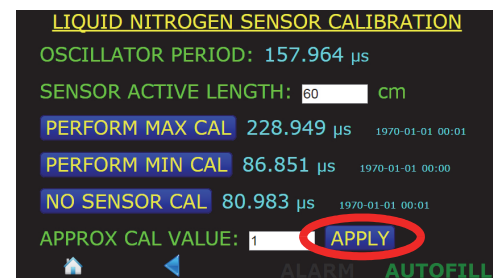 LIQUID NITROGEN SENSOR CALIBRATION
OSCILLATOR PERIOD: 157.964 µs
SENSOR ACTIVE LENGTH: 60 cm
PERFORM MAX CAL 228.949 µs 1970-01-01 00:01
PERFORM MIN CAL 86.851 µs 1970-01-01 00:00
NO SENSOR CAL 80.983 µs 1970-01-01 00:01
APPROX CAL VALUE: 1 APPLY
ALARM AUTOFILL